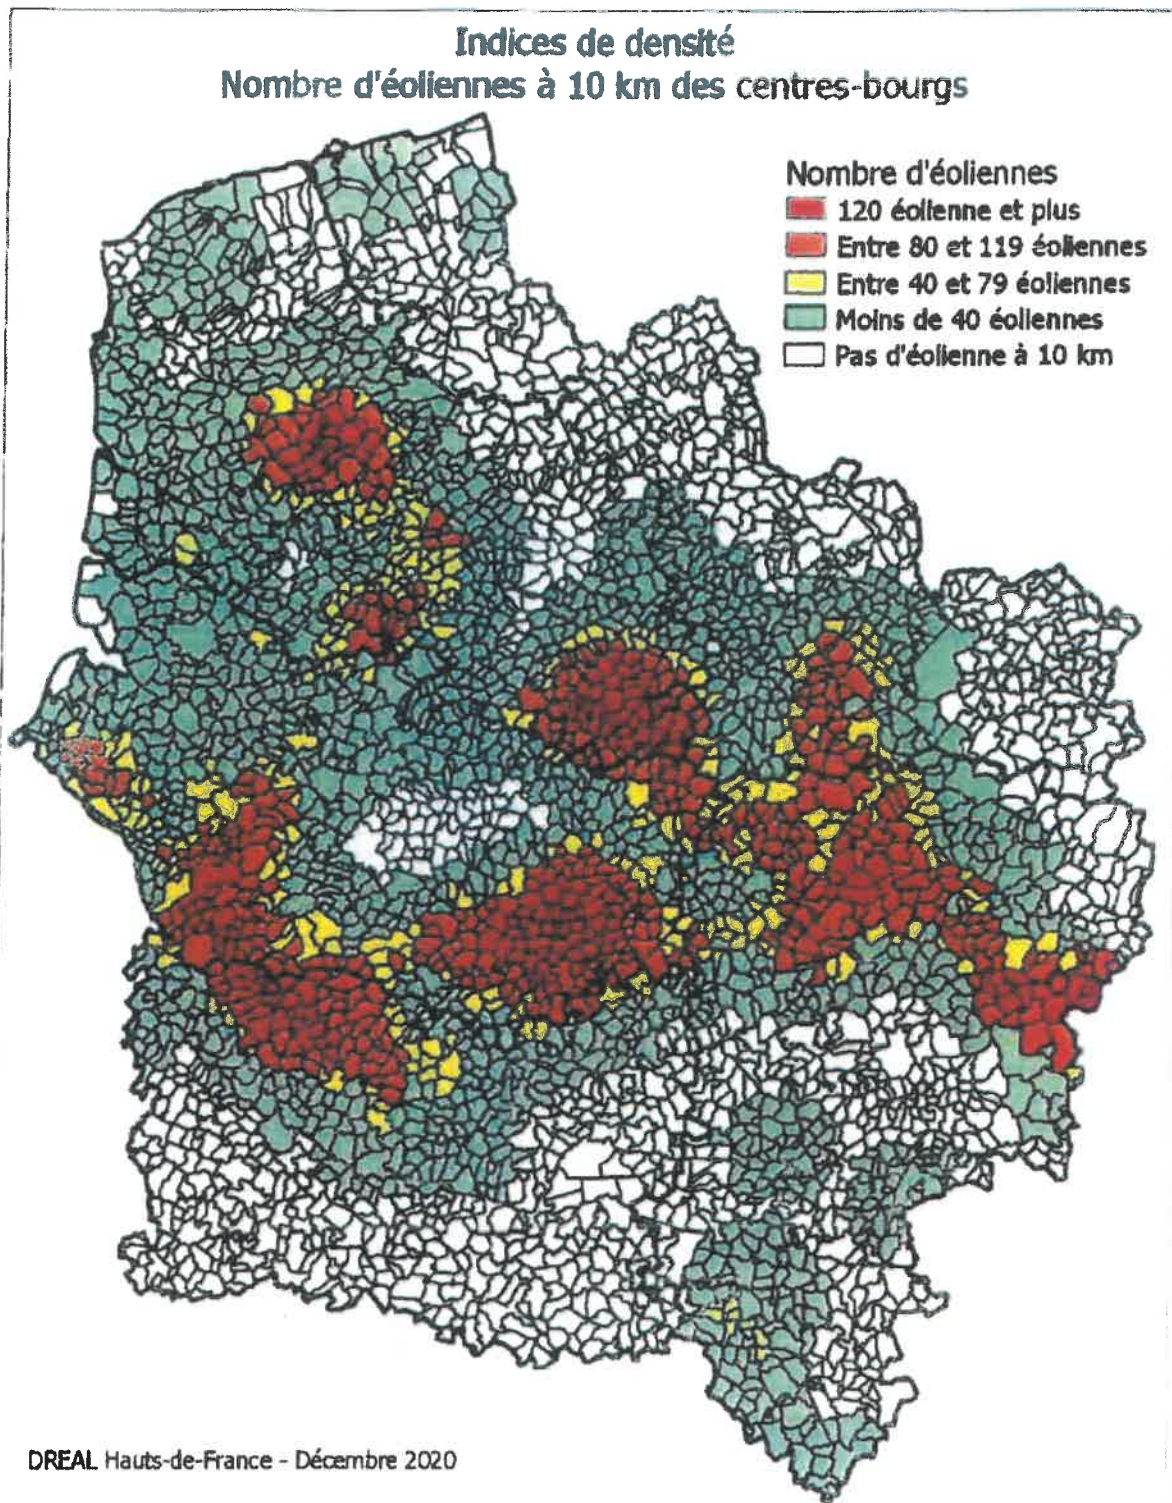 Indices de densité
Nombre d'éoliennes à 10 km des centres-bourgs
Nombre d'éoliennes
120 éolienne et plus
Entre 80 et 119 éoliennes
Entre 40 et 79 éoliennes
Moins de 40 éoliennes
Pas d'éolienne à 10 km
DREAL Hauts-de-France - Décembre 2020